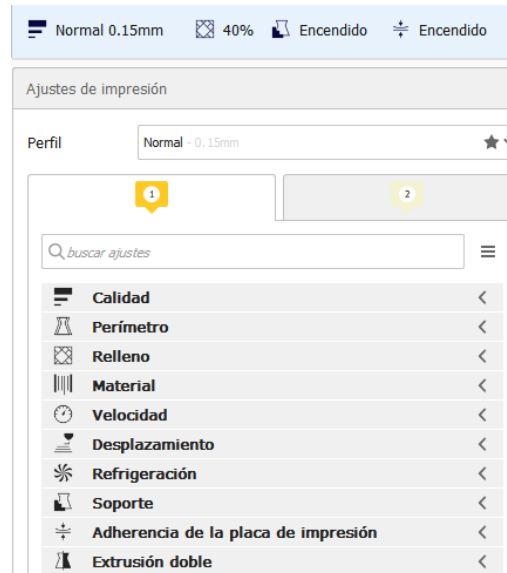 Normal 0.15mm 40% Encendido Encendido
Ajustes de impresión
Perfil Normal - 0.15mm
1 2
buscar ajustes
Calidad
Perímetro
Relleno
Material
Velocidad
Desplazamiento
Refrigeración
Soporte
Adherencia de la placa de impresión
Extrusión doble